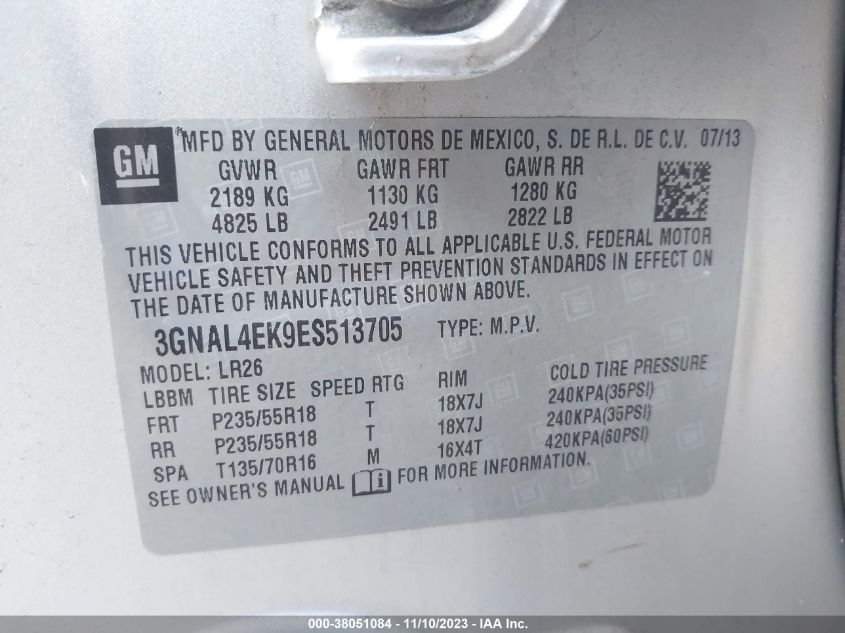 GM
MFD BY GENERAL MOTORS DE MEXICO, S. DE R.L. DE C.V. 07/13
GVWR GAWR FRT GAWR RR
2189 KG 1130 KG 1280 KG
4825 LB 2491 LB 2822 LB
THIS VEHICLE CONFORMS TO ALL APPLICABLE U.S. FEDERAL MOTOR
VEHICLE SAFETY AND THEFT PREVENTION STANDARDS IN EFFECT ON
THE DATE OF MANUFACTURE SHOWN ABOVE.
3GNAL4EK9ES513705 TYPE: M.P.V.
MODEL: LR26
LBBM TIRE SIZE SPEED RTG RIM COLD TIRE PRESSURE
FRT P235/55R18 T 18X7J 240KPA(35PSI)
RR P235/55R18 T 18X7J 240KPA(35PSI)
SPA T135/70R16 M 16X4T 420KPA(60PSI)
SEE OWNER'S MANUAL FOR MORE INFORMATION.
3-38051084 - 11/10/2023 - IAA Inc.